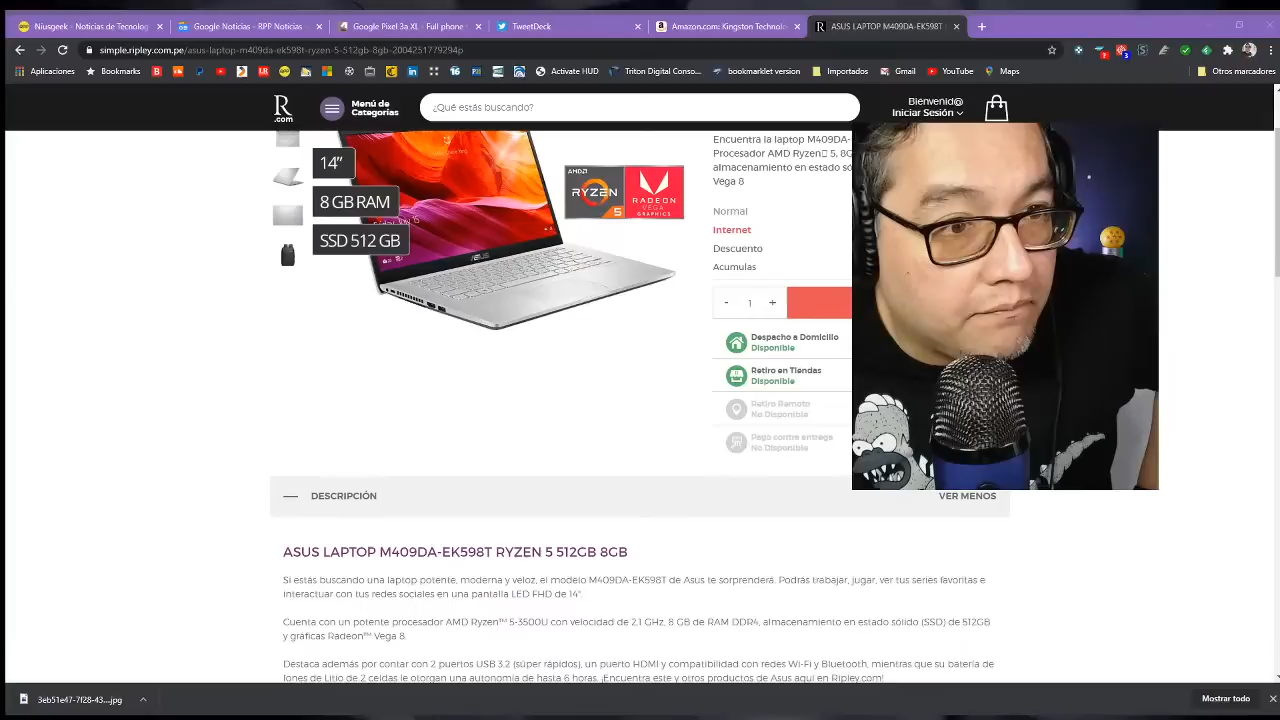 Niusgeek - Noticias de Tecnolog
Google Noticias - RPP Noticias -
Google Pixel 3a XL - Full phone
TweetDeck
Amazon.com: Kingston Technolo
ASUS LAPTOP M409DA-EK598T
simple.ripley.com.pe/asus-laptop-m409da-ek598t-ryzen-5-512gb-8gb-2004251779294p
Aplicaciones
Bookmarks
Activate HUD
Triton Digital Conso...
bookmarklet version
Importados
Gmail
YouTube
Maps
Otros marcadores
R
.com
Menú de
Categorías
¿Qué estás buscando?
Bienvenid@
Iniciar Sesión
14”
8 GB RAM
SSD 512 GB
AMD
RYZEN
5
RADEON
VEGA
GRAPHICS
ASUS
Encuentra la laptop M409DA-
Procesador AMD Ryzen 5, 8G
almacenamiento en estado só
Vega 8
Normal
Internet
Descuento
Acumulas
- 1 +
Despacho a Domicilio
Disponible
Retiro en Tiendas
Disponible
Retiro Remoto
No Disponible
Pago contra entrega
No Disponible
DESCRIPCIÓN
VER MENOS
ASUS LAPTOP M409DA-EK598T RYZEN 5 512GB 8GB
Si estás buscando una laptop potente, moderna y veloz, el modelo M409DA-EK598T de Asus te sorprenderá. Podrás trabajar, jugar, ver tus series favoritas e
interactuar con tus redes sociales en una pantalla LED FHD de 14".
Cuenta con un potente procesador AMD Ryzen™ 5-3500U con velocidad de 2,1 GHz, 8 GB de RAM DDR4, almacenamiento en estado sólido (SSD) de 512GB
y gráficas Radeon™ Vega 8.
Destaca además por contar con 2 puertos USB 3.2 (súper rápidos), un puerto HDMI y compatibilidad con redes Wi-Fi y Bluetooth, mientras que su batería de
Iones de Litio de 2 celdas le otorgan una autonomía de hasta 6 horas. ¡Encuentra este y otros productos de Asus aquí en Ripley.com!
3eb51e47-7f28-43....jpg
Mostrar todo